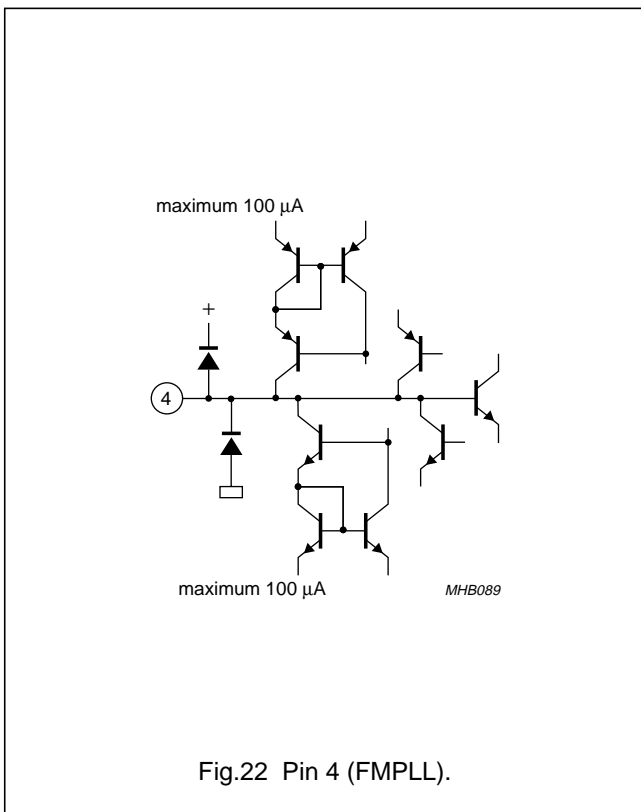 maximum 100 μA
+
4
maximum 100 μA
MHB089
Fig.22 Pin 4 (FMPLL).